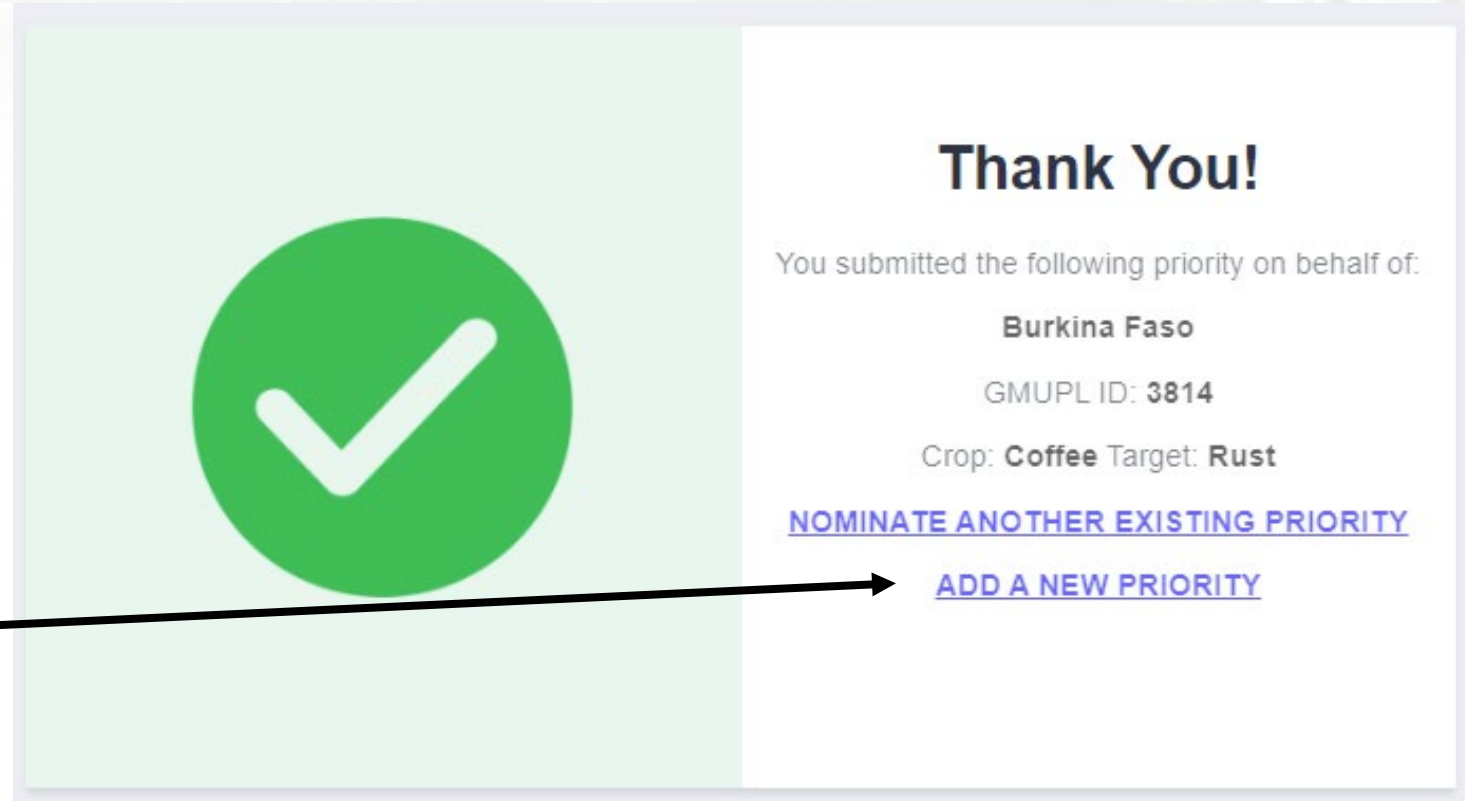 Thank You!
You submitted the following priority on behalf of:
Burkina Faso
GMUPL ID: 3814
Crop: Coffee Target: Rust
NOMINATE ANOTHER EXISTING PRIORITY
ADD A NEW PRIORITY